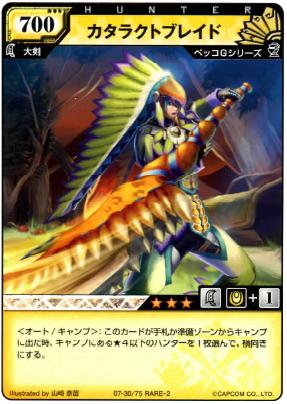 HUNTER
700
カタラクトブレイド
大剣
ペッコGシリーズ
★★★
+1
<オート / キャンプ>：このカードが手札か準備ゾーンからキャンプ
に出た時、キャンプにある★4以下のハンターを1枚選んで、横向き
にする。
Illustrated by 山崎 奈苗
07-30/75 RARE-2
©CAPCOM CO., LTD.